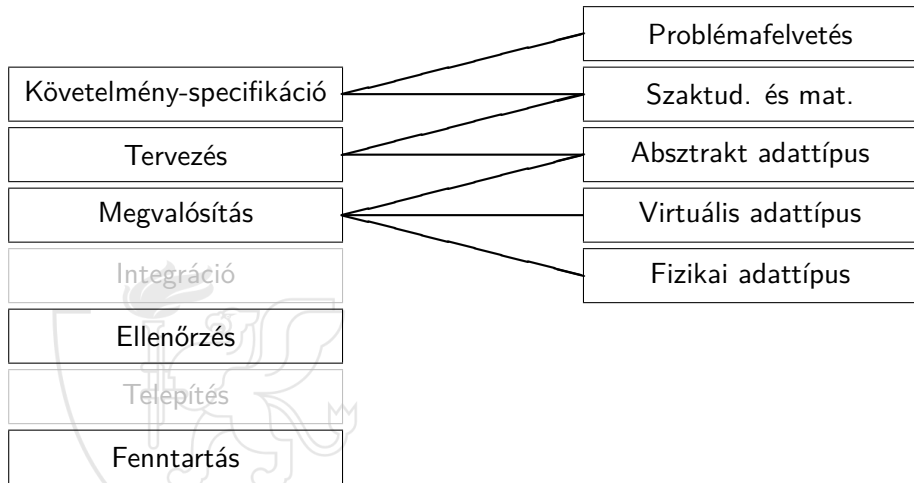 Követelmény-specifikáció
Tervezés
Megvalósítás
Integráció
Ellenőrzés
Telepítés
Fenntartás
Problémafelvetés
Szaktud. és mat.
Absztrakt adattípus
Virtuális adattípus
Fizikai adattípus